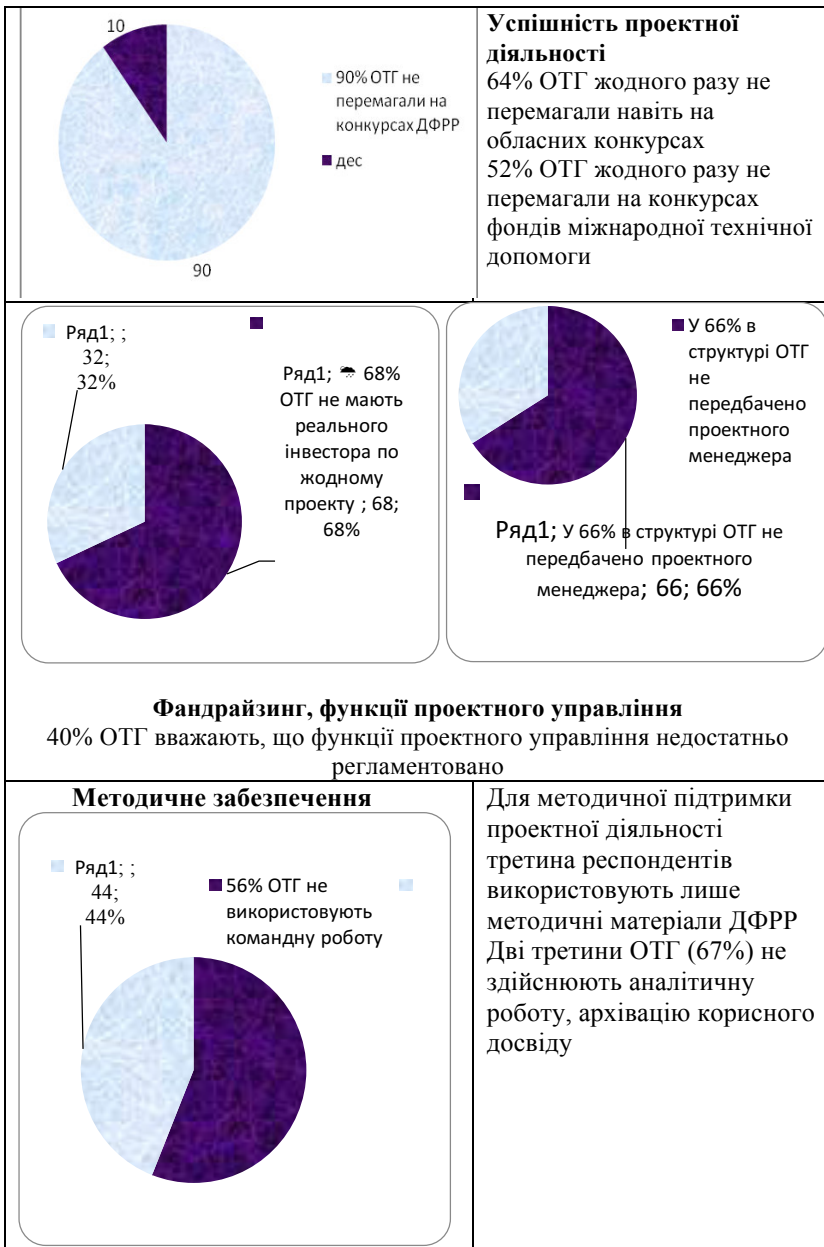 10
90% ОТГ не
перемагали на
конкурсах ДФРР
дес
90
Успішність проектної
діяльності
64% ОТГ жодного разу не
перемагали навіть на
обласних конкурсах
52% ОТГ жодного разу не
перемагали на конкурсах
фондів міжнародної технічної
допомоги
Ряд1; ;
32;
32%
Ряд1; 🌦 68%
ОТГ не мають
реального
інвестора по
жодному
проекту ; 68;
68%
У 66% в
структурі ОТГ
не
передбачено
проектного
менеджера
Ряд1; У 66% в структурі ОТГ не
передбачено проектного
менеджера; 66; 66%
Фандрайзинг, функції проектного управління
40% ОТГ вважають, що функції проектного управління недостатньо
регламентовано
Методичне забезпечення
Ряд1; ;
44;
44%
56% ОТГ не
використовують
командну роботу
Для методичної підтримки
проектної діяльності
третина респондентів
використовують лише
методичні матеріали ДФРР
Дві третини ОТГ (67%) не
здійснюють аналітичну
роботу, архівацію корисного
досвіду